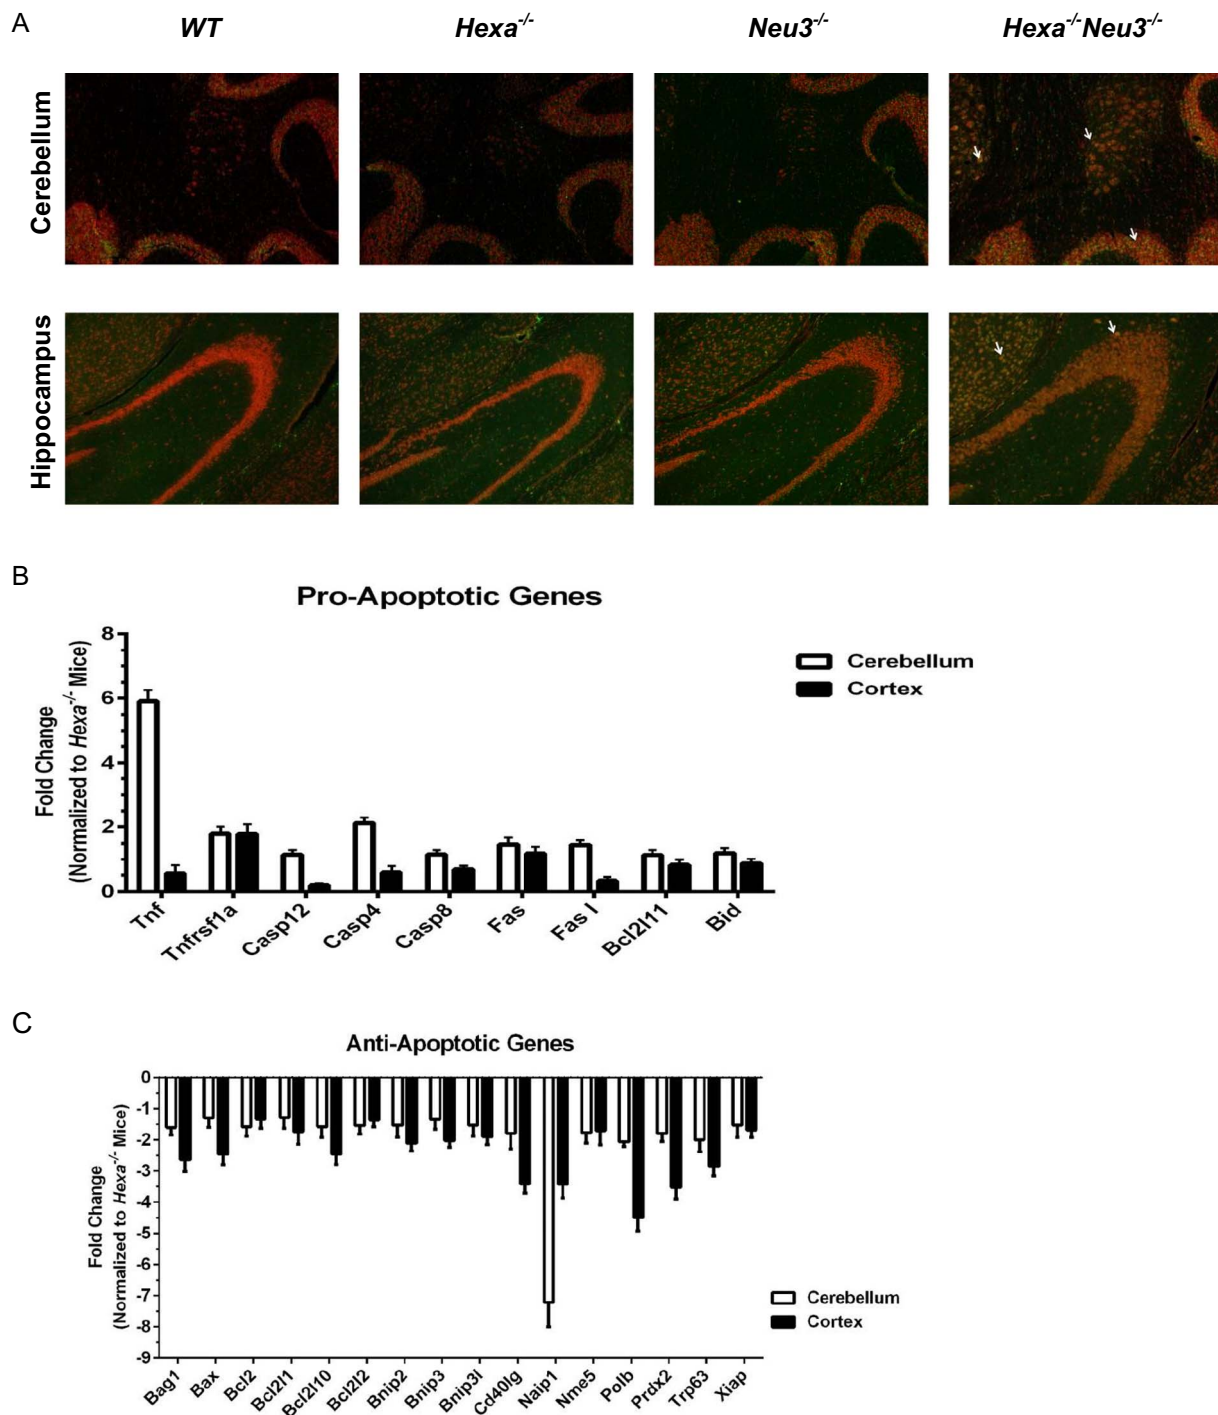 A
WT Hexa-/- Neu3-/- Hexa-/-Neu3-/-
Cerebellum
Hippocampus
B
Pro-Apoptotic Genes
Fold Change
(Normalized to Hexa-/- Mice)
8
6
4
2
0
Cerebellum
Cortex
Tnf Tnfrsf1a Casp12 Casp4 Casp8 Fas Fas l Bcl2l11 Bid
C
Anti-Apoptotic Genes
Fold Change
(Normalized to Hexa-/- Mice)
0
-1
-2
-3
-4
-5
-6
-7
-8
-9
Cerebellum
Cortex
Bag1 Bax Bcl2 Bcl2l1 Bcl2l10 Bcl2l2 Bnip2 Bnip3 Bnip3l Cd40lg Naip1 Nme5 Polb Prdx2 Trp63 Xiap